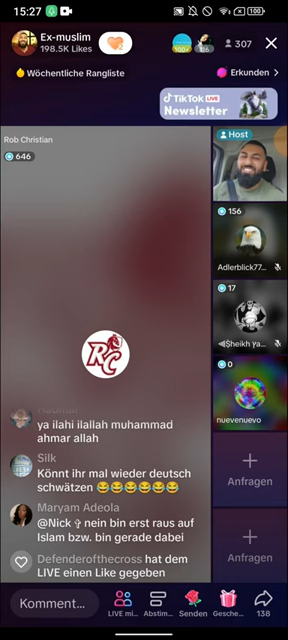 15:27
100
Ex-muslim
198.5K Likes
307
Wöchentliche Rangliste
Erkunden >
TikTok LIVE
Newsletter
Rob Christian
646
Host
156
Adlerblick77...
17
0
nuevenuevo
RC
ya ilahi ilallah muhammad
ahmar allah
Silk
Könnt ihr mal wieder deutsch
schwätzen 😂😂😂😂😂😂
Maryam Adeola
@Nick ✞ nein bin erst raus auf
Islam bzw. bin gerade dabei
Defenderofthecross hat dem
LIVE einen Like gegeben
+
Anfragen
+
Anfragen
Komment...
LIVE mi...
Abstim...
Senden
Gesche...
138